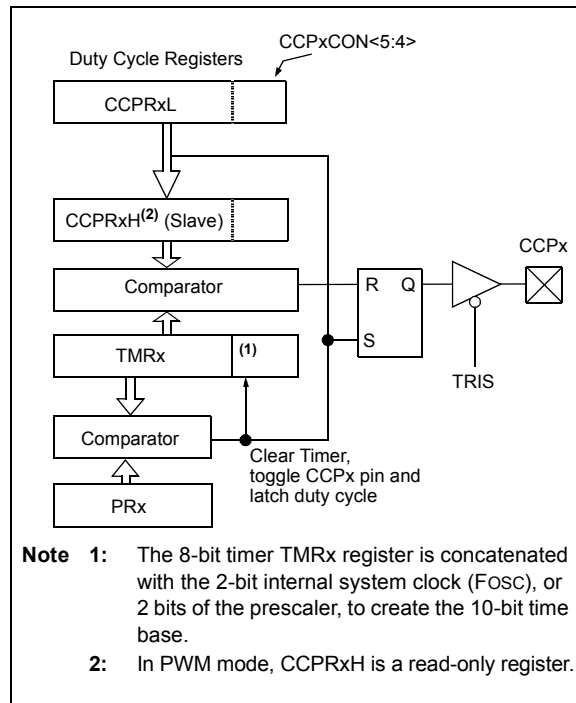 CCPxCON<5:4>
Duty Cycle Registers
CCPRxL
CCPRxH(2) (Slave)
CCPx
Comparator
R Q
TMRx
(1)
S
TRIS
Comparator
Clear Timer,
toggle CCPx pin and
latch duty cycle
PRx
Note 1: The 8-bit timer TMRx register is concatenated
with the 2-bit internal system clock (FOSC), or
2 bits of the prescaler, to create the 10-bit time
base.
2: In PWM mode, CCPRxH is a read-only register.